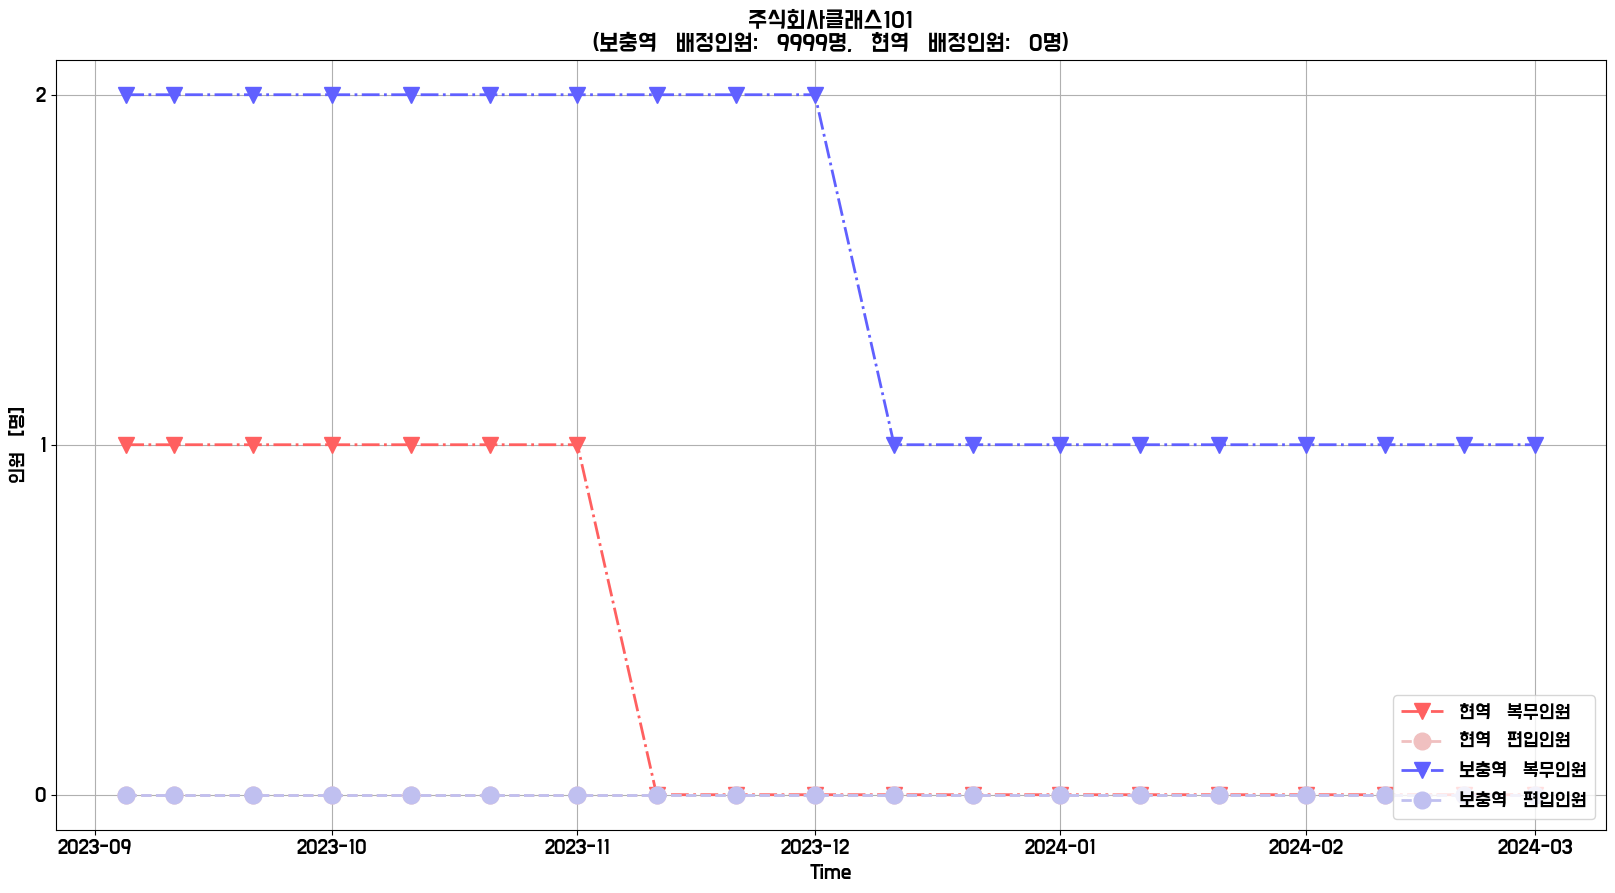 주식회사클래스101
(보충역 배정인원: 9999명, 현역 배정인원: 0명)
2
1
0
인원 [명]
2023-09
2023-10
2023-11
2023-12
2024-01
2024-02
2024-03
Time
현역 복무인원
현역 편입인원
보충역 복무인원
보충역 편입인원